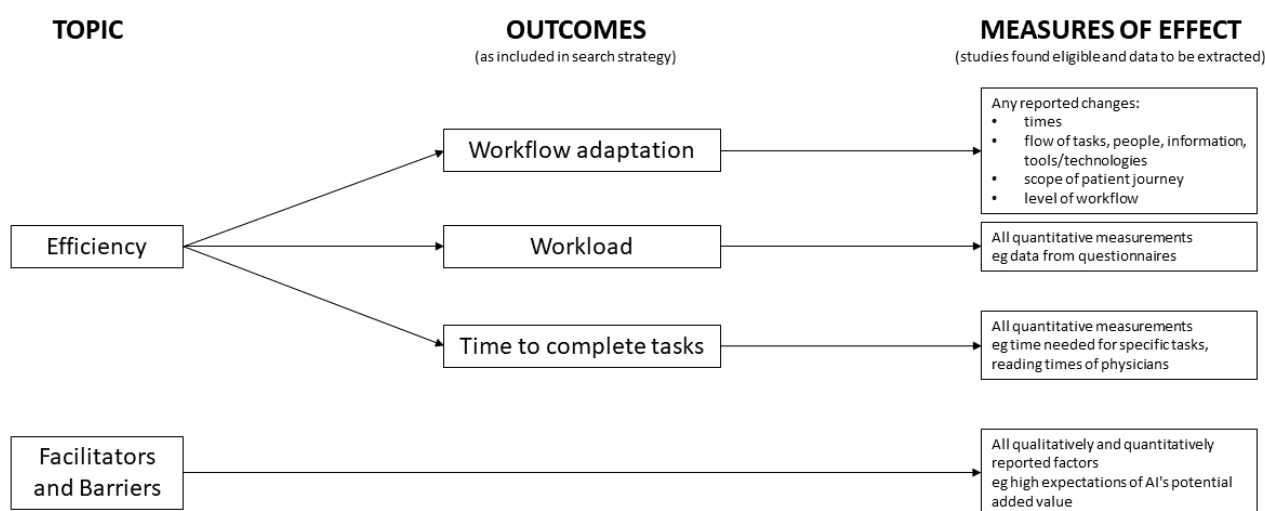 TOPIC
OUTCOMES
(as included in search strategy)
MEASURES OF EFFECT
(studies found eligible and data to be extracted)
Efficiency
Workflow adaptation
Any reported changes:
• times
• flow of tasks, people, information,
tools/technologies
• scope of patient journey
• level of workflow
Workload
All quantitative measurements
eg data from questionnaires
Time to complete tasks
All quantitative measurements
eg time needed for specific tasks,
reading times of physicians
Facilitators
and Barriers
All qualitatively and quantitatively
reported factors
eg high expectations of AI's potential
added value